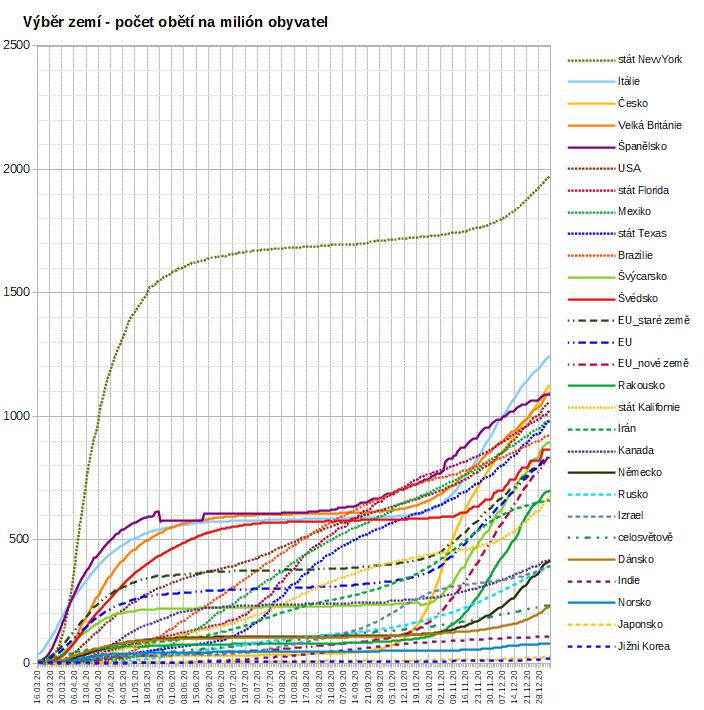 Výběr zemí - počet obětí na milión obyvatel
2500
2000
1500
1000
500
0
16.03.20
23.03.20
30.03.20
06.04.20
13.04.20
20.04.20
27.04.20
04.05.20
11.05.20
18.05.20
25.05.20
01.06.20
08.06.20
15.06.20
22.06.20
29.06.20
06.07.20
13.07.20
20.07.20
27.07.20
03.08.20
10.08.20
17.08.20
24.08.20
31.08.20
07.09.20
14.09.20
21.09.20
28.09.20
05.10.20
12.10.20
19.10.20
26.10.20
02.11.20
09.11.20
16.11.20
23.11.20
30.11.20
07.12.20
14.12.20
21.12.20
28.12.20
stát NewYork
Itálie
Česko
Velká Británie
Španělsko
USA
stát Florida
Mexiko
stát Texas
Brazílie
Švýcarsko
Švédsko
EU_staré země
EU
EU_nové země
Rakousko
stát Kalifornie
Írán
Kanada
Německo
Rusko
Izrael
celosvětově
Dánsko
Indie
Norsko
Japonsko
Jižní Korea